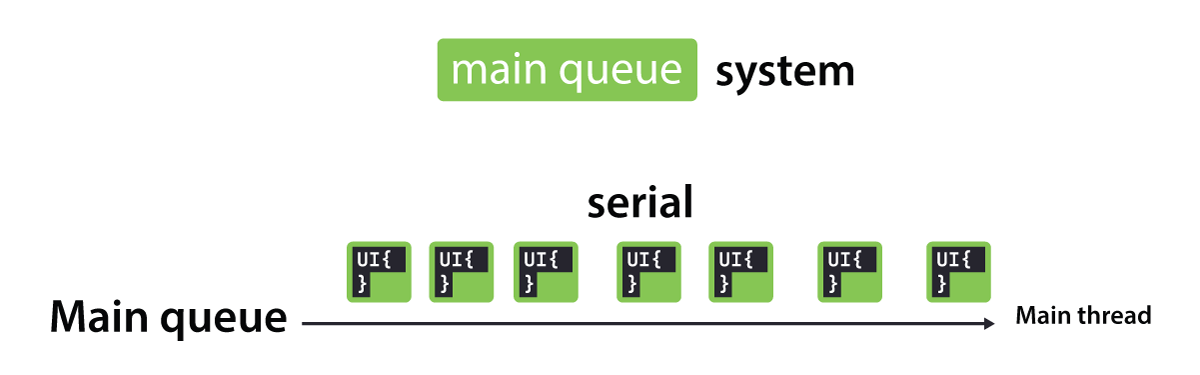 main queue system
serial
UI{ UI{ UI{ UI{ UI{ UI{ UI{
} } } } } } }
Main queue
Main thread